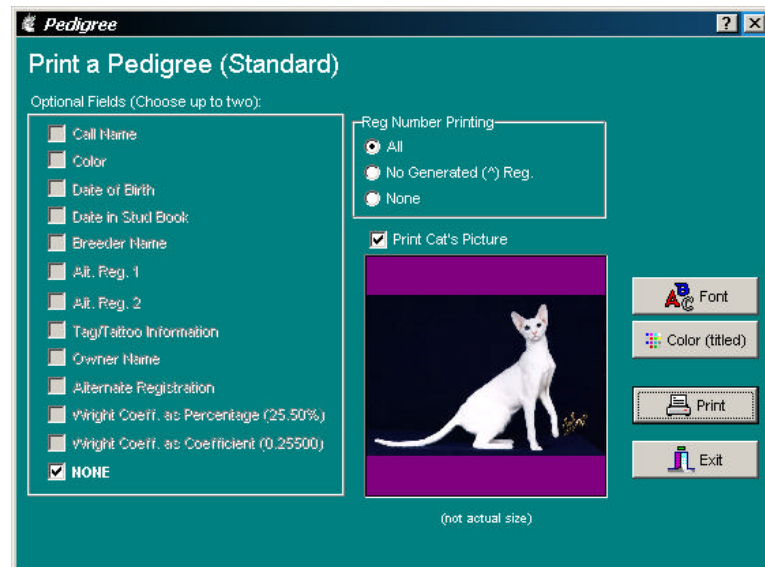 Pedigree
Print a Pedigree (Standard)
Optional Fields (Choose up to two):
Call Name
Color
Date of Birth
Date in Stud Book
Breeder Name
Alt. Reg. 1
Alt. Reg. 2
Tag/Tattoo Information
Owner Name
Alternate Registration
Wright Coeff. as Percentage (25.50%)
Wright Coeff. as Coefficient (0.25500)
NONE
Reg Number Printing
All
No Generated (^) Reg.
None
Print Cat's Picture
(not actual size)
Font
Color (titled)
Print
Exit